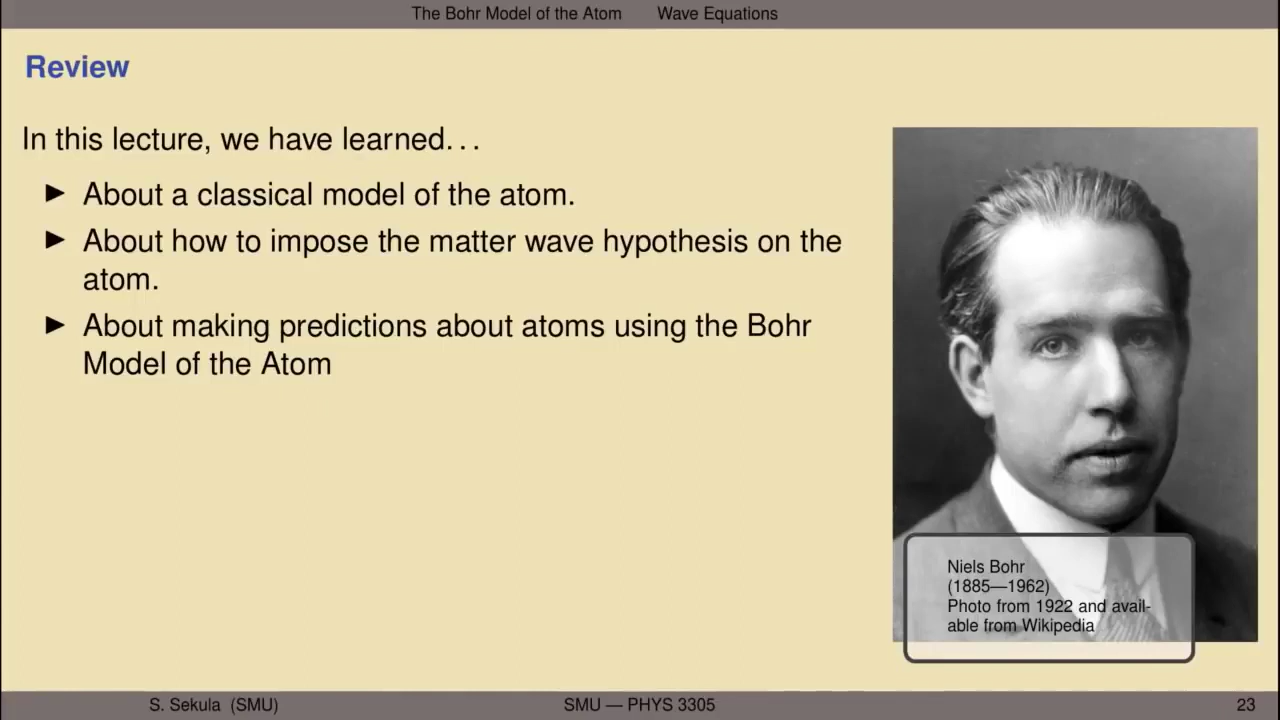 The Bohr Model of the Atom Wave Equations
Review
In this lecture, we have learned...
► About a classical model of the atom.
► About how to impose the matter wave hypothesis on the
atom.
► About making predictions about atoms using the Bohr
Model of the Atom
Niels Bohr
(1885—1962)
Photo from 1922 and avail-
able from Wikipedia
S. Sekula (SMU) SMU — PHYS 3305 23